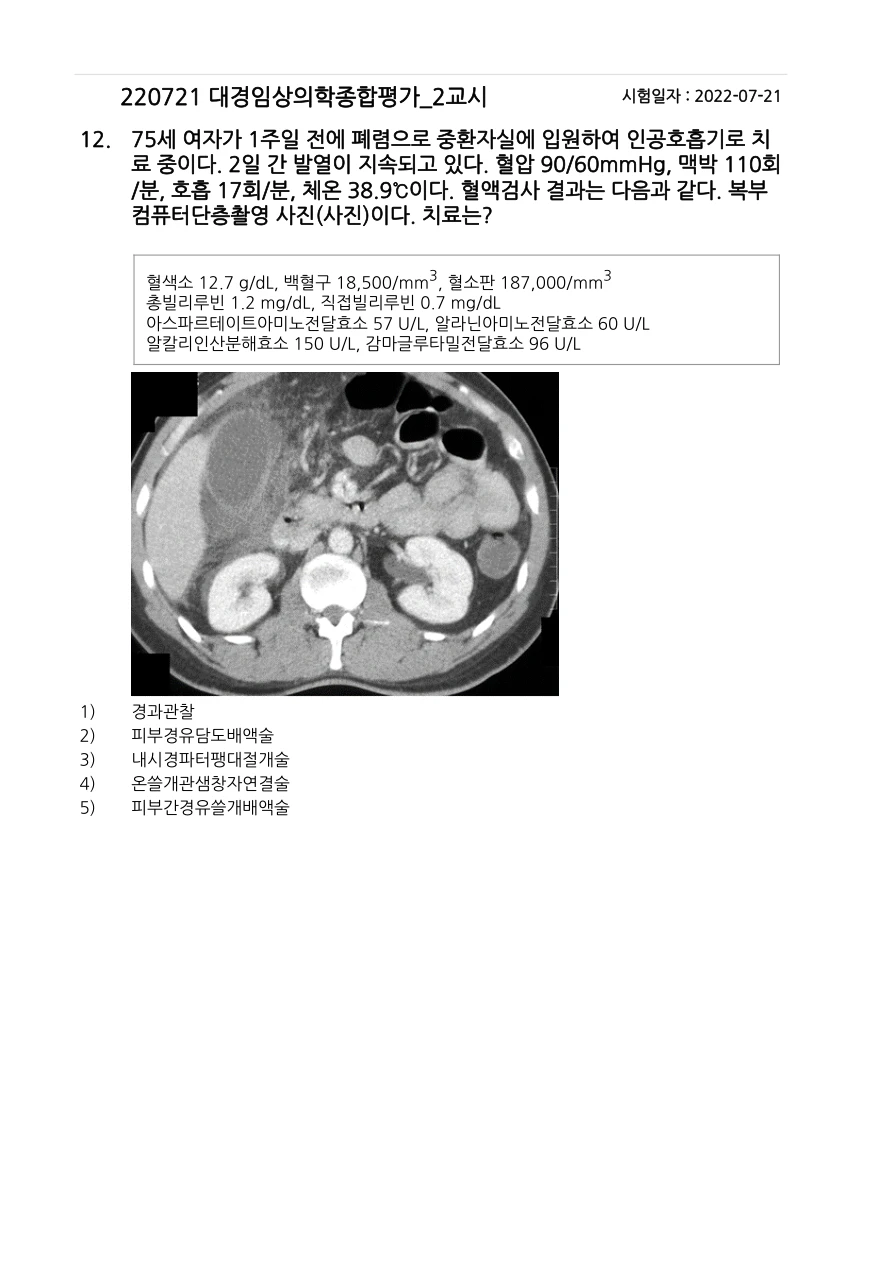 220721 대경임상의학종합평가_2교시
시험일자 : 2022-07-21
12. 75세 여자가 1주일 전에 폐렴으로 중환자실에 입원하여 인공호흡기로 치
료 중이다. 2일 간 발열이 지속되고 있다. 혈압 90/60mmHg, 맥박 110회
/분, 호흡 17회/분, 체온 38.9℃이다. 혈액검사 결과는 다음과 같다. 복부
컴퓨터단층촬영 사진(사진)이다. 치료는?
혈색소 12.7 g/dL, 백혈구 18,500/mm³, 혈소판 187,000/mm³
총빌리루빈 1.2 mg/dL, 직접빌리루빈 0.7 mg/dL
아스파르테이트아미노전달효소 57 U/L, 알라닌아미노전달효소 60 U/L
알칼리인산분해효소 150 U/L, 감마글루타밀전달효소 96 U/L
1) 경과관찰
2) 피부경유담도배액술
3) 내시경파터팽대절개술
4) 온쓸개관샘창자연결술
5) 피부간경유쓸개배액술